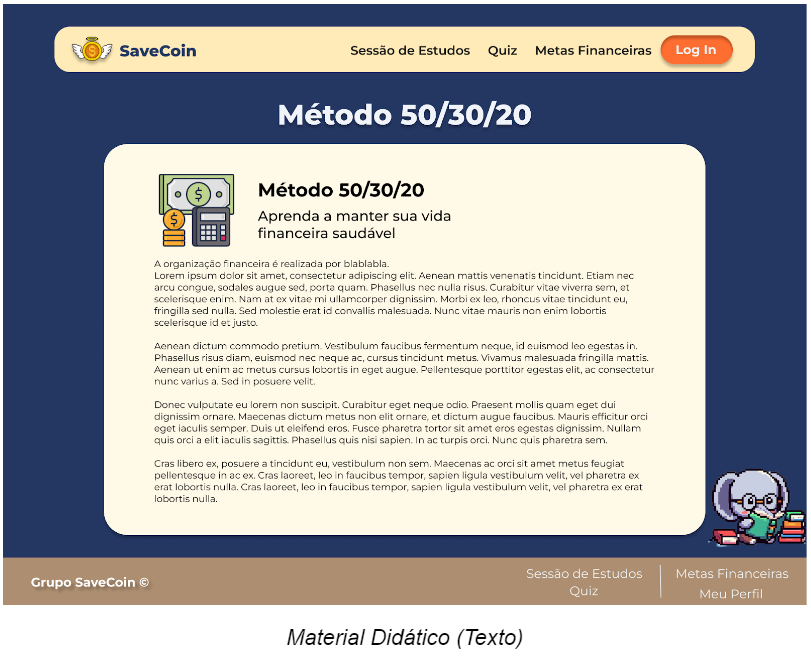 SaveCoin
Sessão de Estudos Quiz Metas Financeiras Log In
Método 50/30/20
Método 50/30/20
Aprenda a manter sua vida
financeira saudável
A organização financeira é realizada por blablabla.
Lorem ipsum dolor sit amet, consectetur adipiscing elit. Aenean mattis venenatis tincidunt. Etiam nec
arcu congue, sodales augue sed, porta quam. Phasellus nec nulla risus. Curabitur vitae viverra sem, et
scelerisque enim. Nam at ex vitae mi ullamcorper dignissim. Morbi ex leo, rhoncus vitae tincidunt eu,
fringilla sed nulla. Sed molestie erat id convallis malesuada. Nunc vitae mauris non enim lobortis
scelerisque id et justo.
Aenean dictum commodo pretium. Vestibulum faucibus fermentum neque, id euismod leo egestas in.
Phasellus risus diam, euismod nec neque ac, cursus tincidunt metus. Vivamus malesuada fringilla mattis.
Aenean ut enim ac metus cursus lobortis in eget augue. Pellentesque porttitor egestas elit, ac consectetur
nunc varius a. Sed in posuere velit.
Donec vulputate eu lorem non suscipit. Curabitur eget neque odio. Praesent mollis quam eget dui
dignissim ornare. Maecenas dictum metus non elit ornare, et dictum augue faucibus. Mauris efficitur orci
eget iaculis semper. Duis ut eleifend eros. Fusce pharetra tortor sit amet eros egestas dignissim. Nullam
quis orci a elit iaculis sagittis. Phasellus quis nisi sapien. In ac turpis orci. Nunc quis pharetra sem.
Cras libero ex, posuere a tincidunt eu, vestibulum non sem. Maecenas ac orci sit amet metus feugiat
pellentesque in ac ex. Cras laoreet, leo in faucibus tempor, sapien ligula vestibulum velit, vel pharetra ex
erat lobortis nulla. Cras laoreet, leo in faucibus tempor, sapien ligula vestibulum velit, vel pharetra ex erat
lobortis nulla.
Grupo SaveCoin ©
Sessão de Estudos
Quiz
Metas Financeiras
Meu Perfil
Material Didático (Texto)